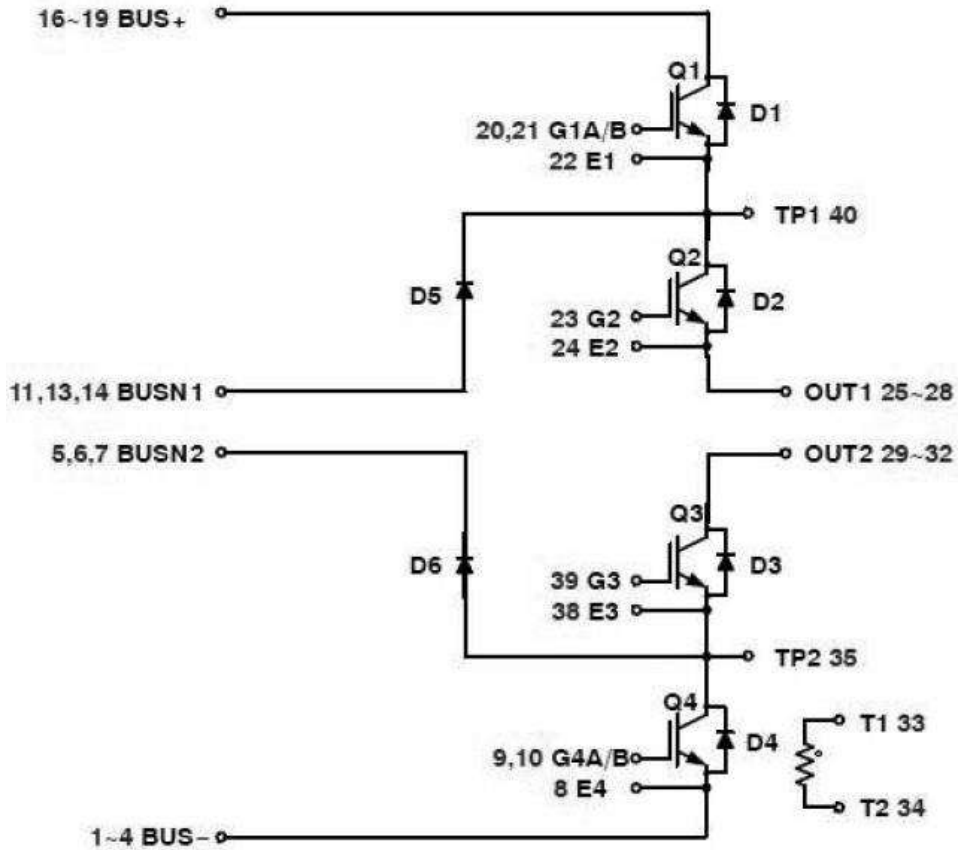 16~19 BUS+
Q1
D1
20,21 G1A/B
22 E1
TP1 40
Q2
D5
D2
23 G2
24 E2
11,13,14 BUSN1
OUT1 25~28
5,6,7 BUSN2
OUT2 29~32
Q3
D6
D3
39 G3
38 E3
TP2 35
Q4
T1 33
D4
9,10 G4A/B
8 E4
T2 34
1~4 BUS-